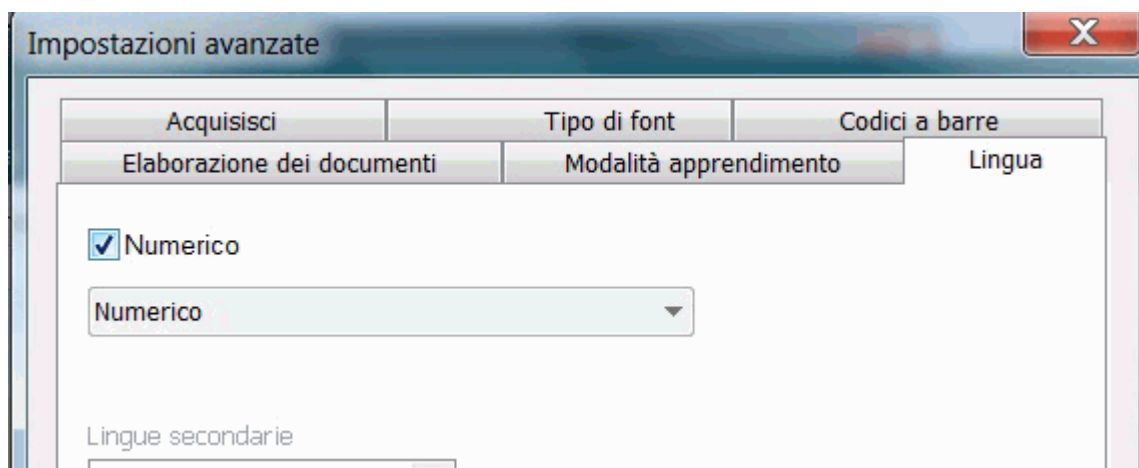 Impostazioni avanzate
Acquisisci Tipo di font Codici a barre
Elaborazione dei documenti Modalità apprendimento Lingua
Numerico
Numerico
Lingue secondarie